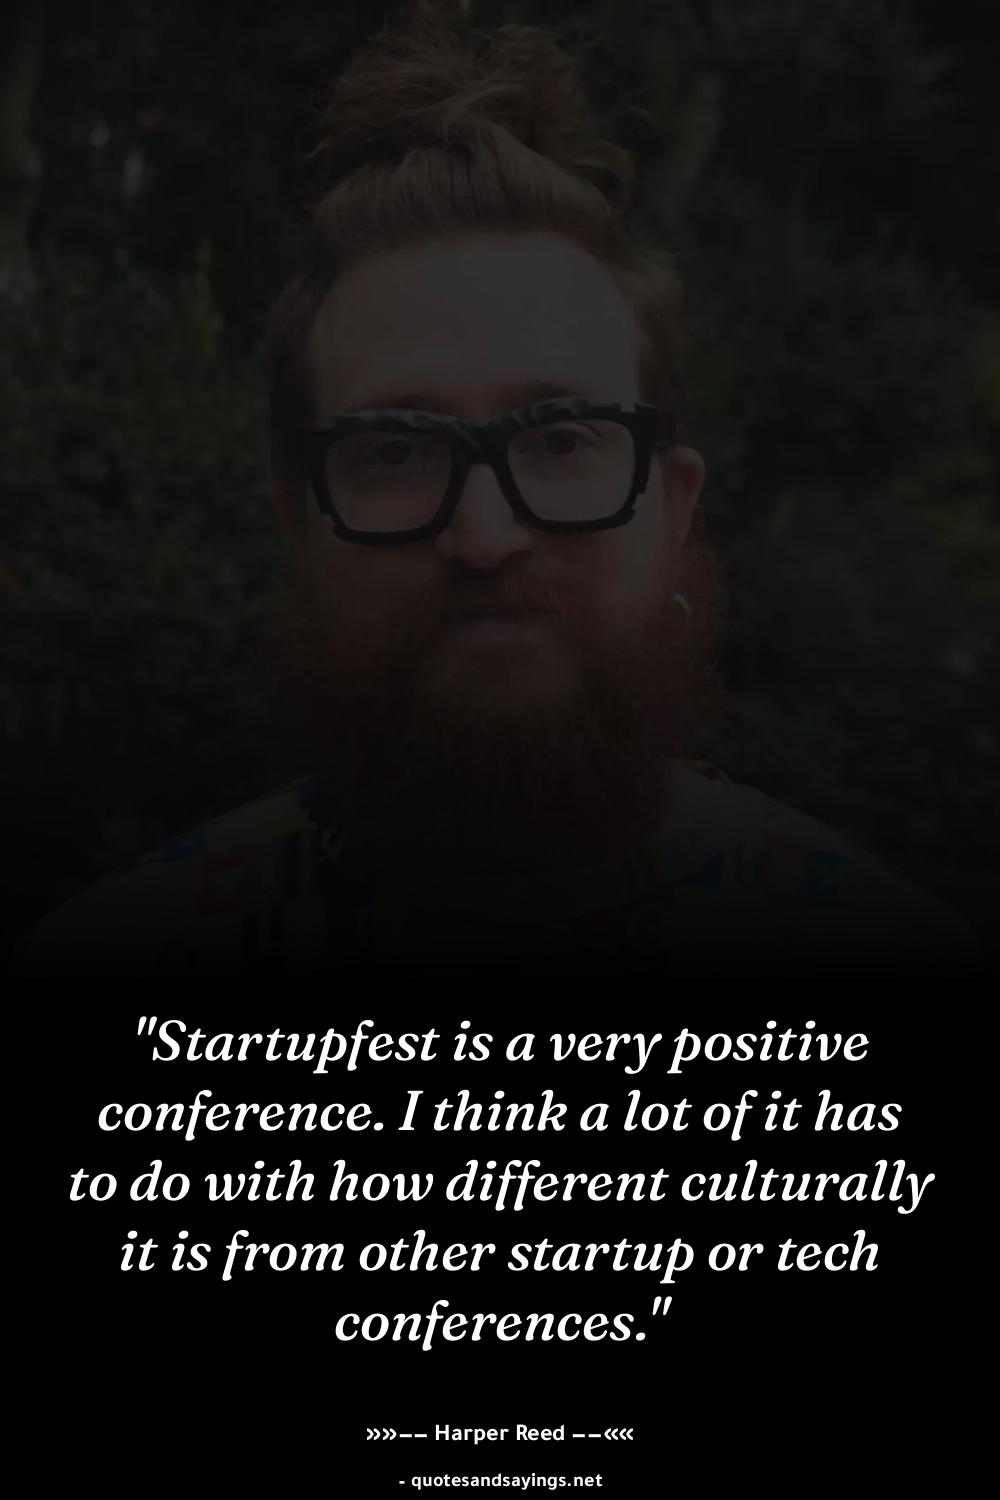 "Startupfest is a very positive
conference. I think a lot of it has
to do with how different culturally
it is from other startup or tech
conferences."
»»–– Harper Reed ––««
- quotesandsayings.net